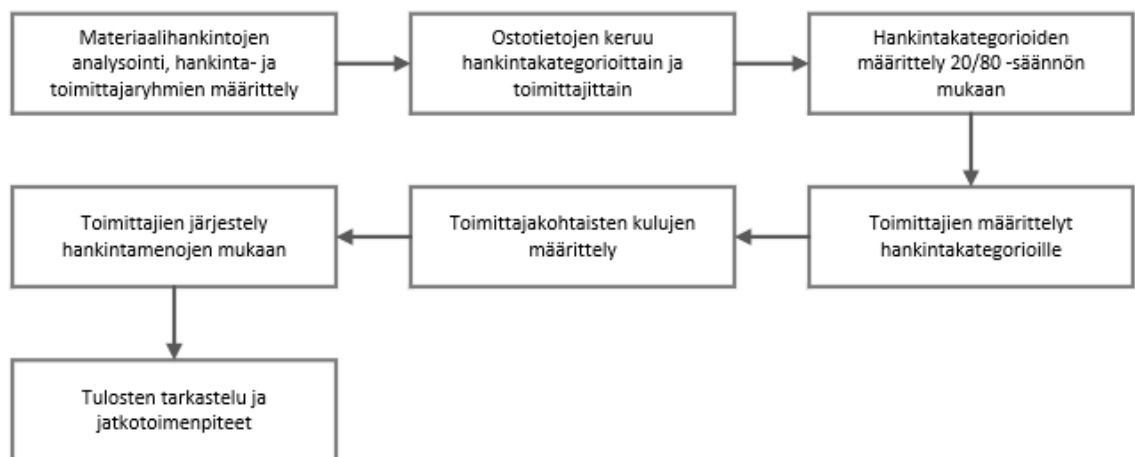 Materiaalihankintojen
analysointi, hankinta- ja
toimittajaryhmien määrittely
Ostotietojen keruu
hankintakategorioittain ja
toimittajittain
Hankintakategorioiden
määrittely 20/80 -säännön
mukaan
Toimittajien määrittelyt
hankintakategorioille
Toimittajakohtaisten kulujen
määrittely
Toimittajien järjestely
hankintamenojen mukaan
Tulosten tarkastelu ja
jatkotoimenpiteet